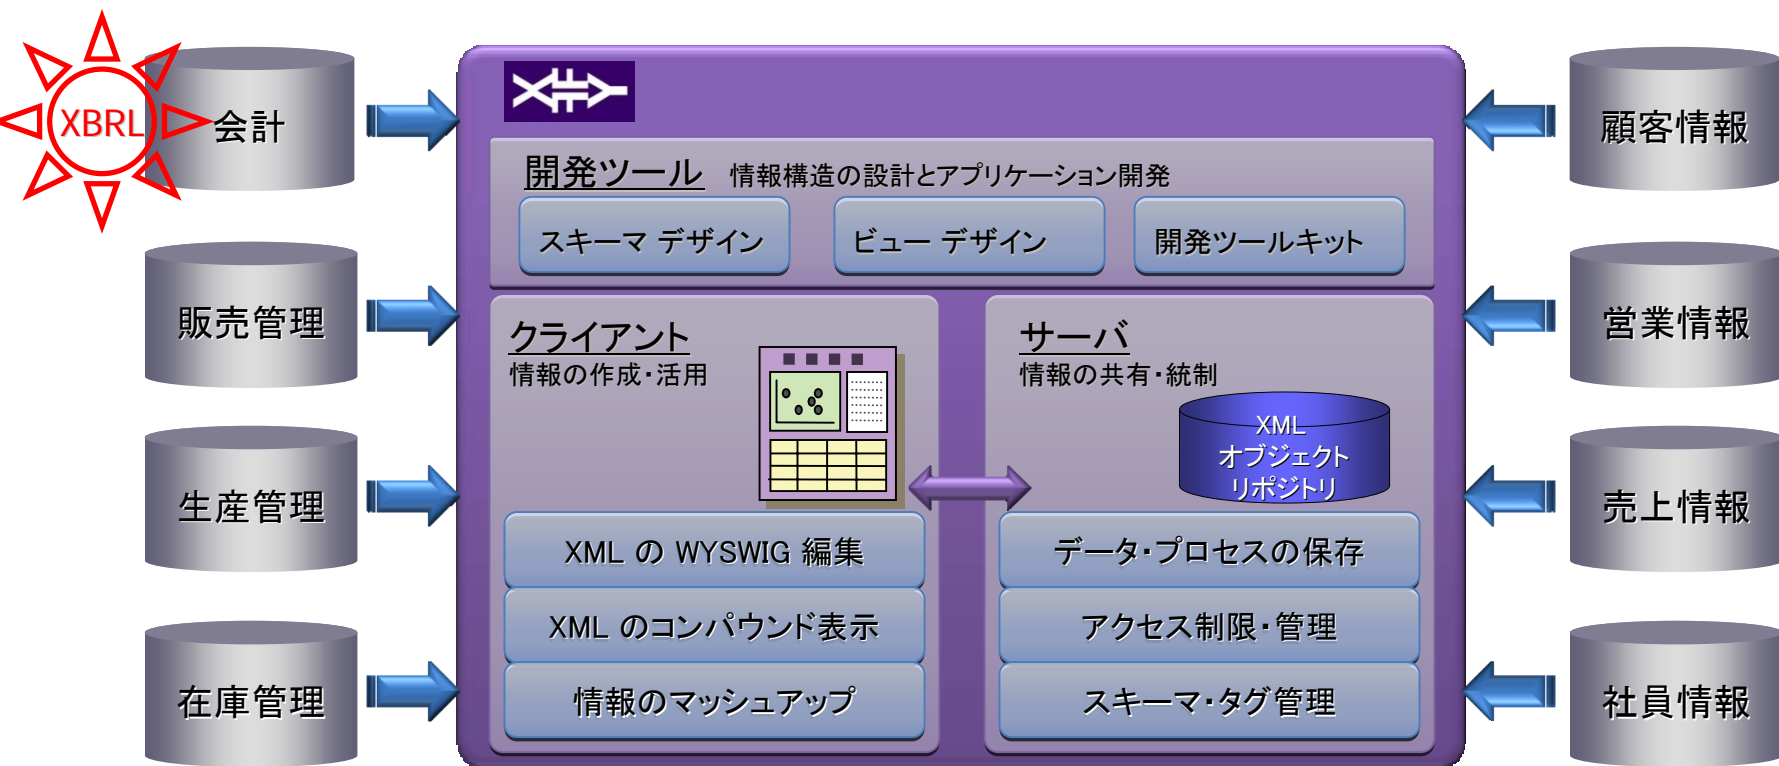 XBRL
会計
販売管理
生産管理
在庫管理
開発ツール 情報構造の設計とアプリケーション開発
スキーマ デザイン
ビュー デザイン
開発ツールキット
クライアント
情報の作成・活用
XML の WYSWIG 編集
XML のコンパウンド表示
情報のマッシュアップ
サーバ
情報の共有・統制
XML
オブジェクト
リポジトリ
データ・プロセスの保存
アクセス制限・管理
スキーマ・タグ管理
顧客情報
営業情報
売上情報
社員情報